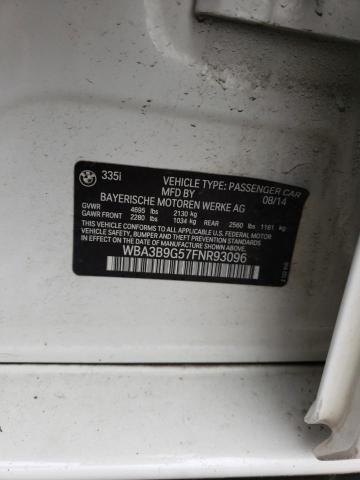 335i
VEHICLE TYPE: PASSENGER CAR
MFD BY
08/14
BAYERISCHE MOTOREN WERKE AG
GVWR 4695 lbs 2130 kg
GAWR FRONT 2280 lbs 1034 kg REAR 2560 lbs 1161 kg
THIS VEHICLE CONFORMS TO ALL APPLICABLE
U.S. FEDERAL MOTOR VEHICLE SAFETY, BUMPER
AND THEFT PREVENTION STANDARDS IN
EFFECT ON THE DATE OF MANUFACTURE
SHOWN ABOVE.
WBA3B9G57FNR93096